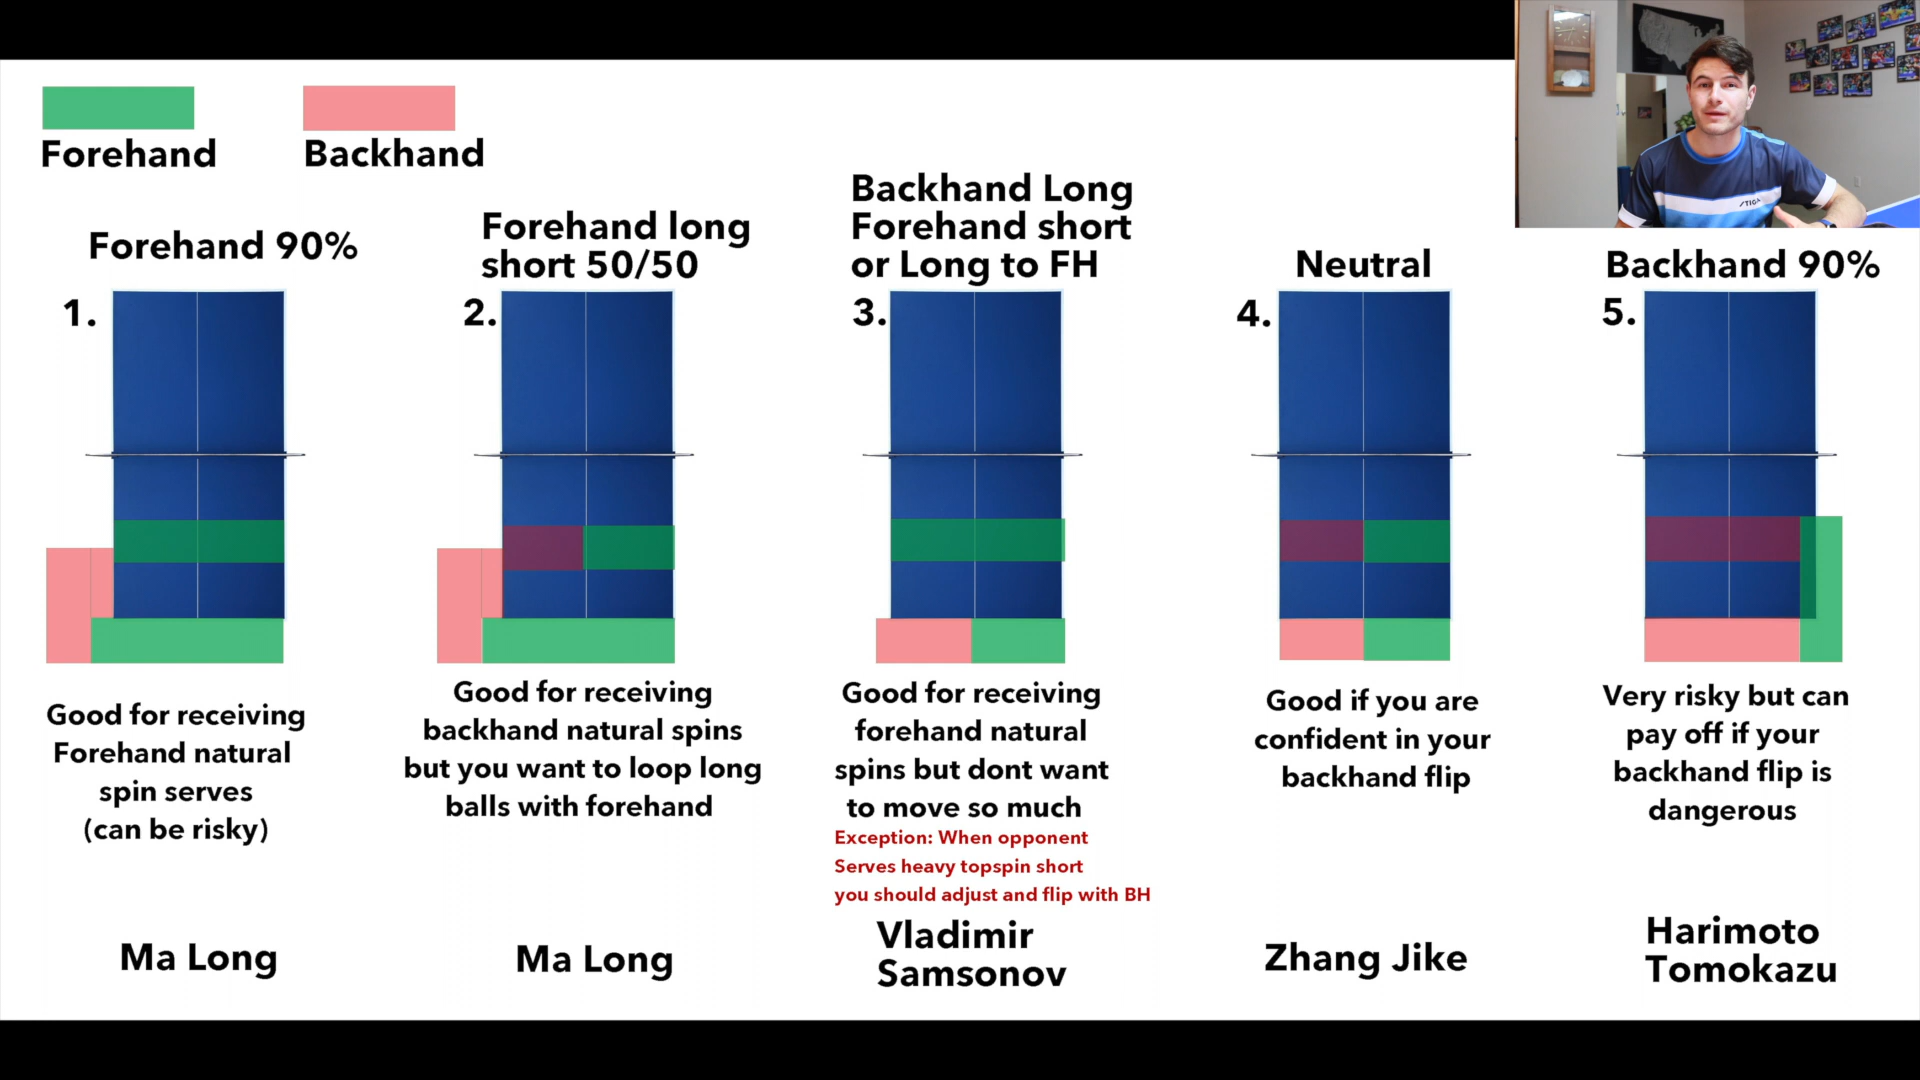 Forehand
Backhand
Forehand 90%
1.
Good for receiving
Forehand natural
spin serves
(can be risky)
Ma Long
Forehand long
short 50/50
2.
Good for receiving
backhand natural spins
but you want to loop long
balls with forehand
Ma Long
Backhand Long
Forehand short
or Long to FH
3.
Good for receiving
forehand natural
spins but dont want
to move so much
Exception: When opponent
Serves heavy topspin short
you should adjust and flip with BH
Vladimir
Samsonov
Neutral
4.
Good if you are
confident in your
backhand flip
Zhang Jike
Backhand 90%
5.
Very risky but can
pay off if your
backhand flip is
dangerous
Harimoto
Tomokazu
STIGA